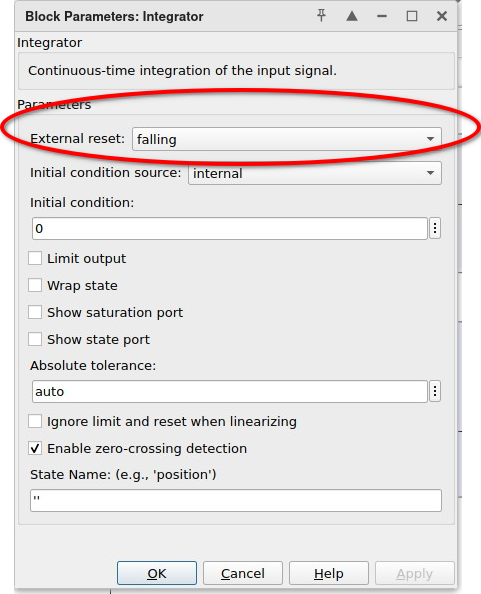 Block Parameters: Integrator
Integrator
Continuous-time integration of the input signal.
Parameters
External reset: falling
Initial condition source: internal
Initial condition:
0
Limit output
Wrap state
Show saturation port
Show state port
Absolute tolerance:
auto
Ignore limit and reset when linearizing
Enable zero-crossing detection
State Name: (e.g., 'position')
''
OK Cancel Help Apply